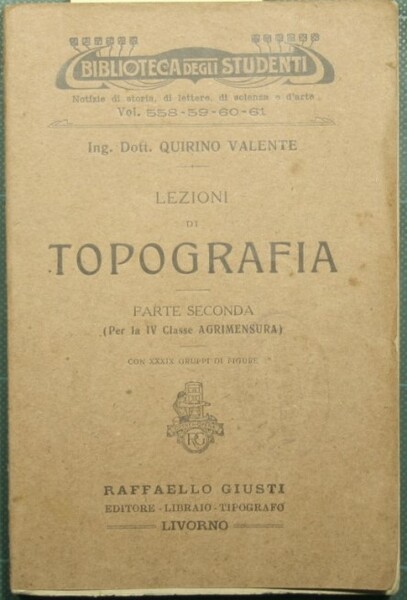 BIBLIOTECA DEGLI STUDENTI
Notizie di storia, di lettere, di scienza e d'arte.
Vol. 558-59-60-61
Ing. Dott. QUIRINO VALENTE
LEZIONI
DI
TOPOGRAFIA
PARTE SECONDA
(Per la IV Classe AGRIMENSURA)
CON XXXIX GRUPPI DI FIGURE
RG
RAFFAELLO GIUSTI
EDITORE - LIBRAIO - TIPOGRAFO
LIVORNO